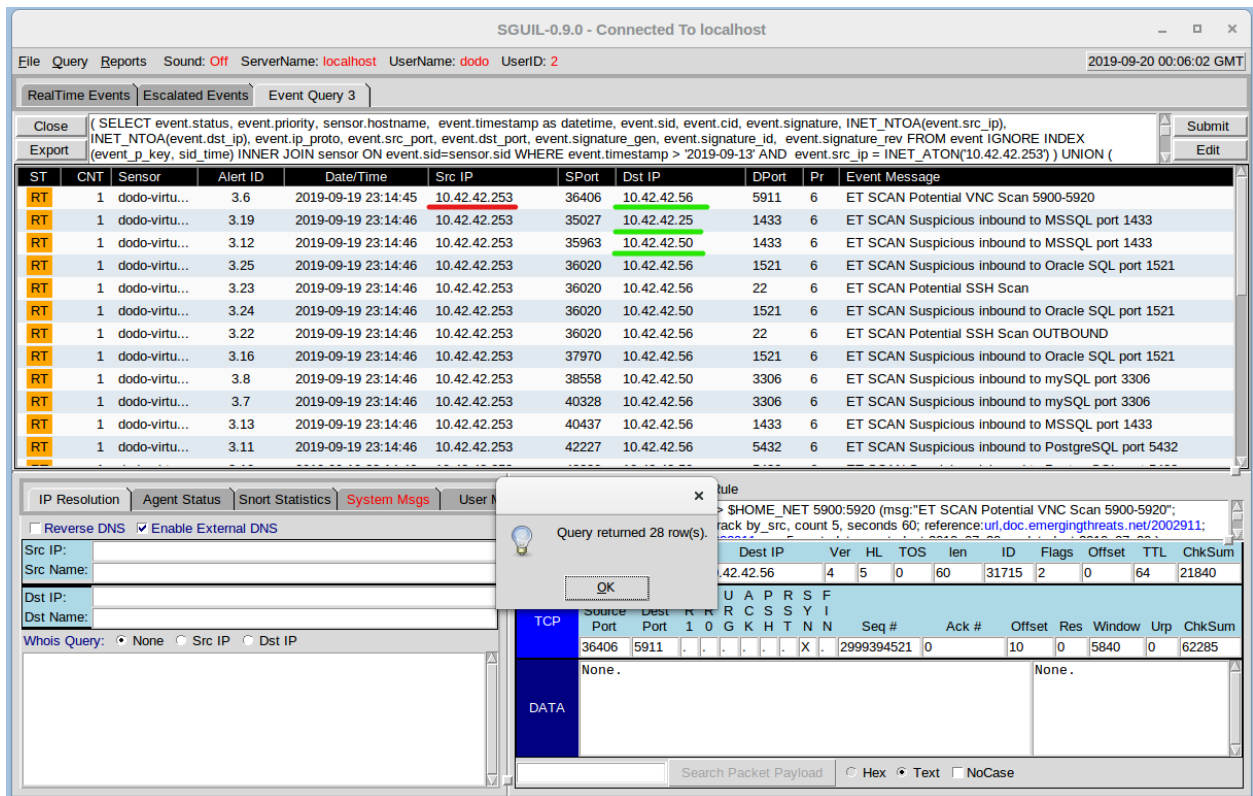 SGUIL-0.9.0 - Connected To localhost
File Query Reports Sound: Off ServerName: localhost UserName: dodo UserID: 2 2019-09-20 00:06:02 GMT
RealTime Events Escalated Events Event Query 3
Close ( SELECT event.status, event.priority, sensor.hostname, event.timestamp as datetime, event.sid, event.cid, event.signature, INET_NTOA(event.src_ip), Submit
INET_NTOA(event.dst_ip), event.ip_proto, event.src_port, event.dst_port, event.signature_gen, event.signature_id, event.signature_rev FROM event IGNORE INDEX
Export (event_p_key, sid_time) INNER JOIN sensor ON event.sid=sensor.sid WHERE event.timestamp > '2019-09-13' AND event.src_ip = INET_ATON('10.42.42.253') ) UNION ( Edit
ST CNT Sensor Alert ID Date/Time Src IP SPort Dst IP DPort Pr Event Message
RT 1 dodo-virtu... 3.6 2019-09-19 23:14:45 10.42.42.253 36406 10.42.42.56 5911 6 ET SCAN Potential VNC Scan 5900-5920
RT 1 dodo-virtu... 3.19 2019-09-19 23:14:46 10.42.42.253 35027 10.42.42.25 1433 6 ET SCAN Suspicious inbound to MSSQL port 1433
RT 1 dodo-virtu... 3.12 2019-09-19 23:14:46 10.42.42.253 35963 10.42.42.50 1433 6 ET SCAN Suspicious inbound to MSSQL port 1433
RT 1 dodo-virtu... 3.25 2019-09-19 23:14:46 10.42.42.253 36020 10.42.42.56 1521 6 ET SCAN Suspicious inbound to Oracle SQL port 1521
RT 1 dodo-virtu... 3.23 2019-09-19 23:14:46 10.42.42.253 36020 10.42.42.56 22 6 ET SCAN Potential SSH Scan
RT 1 dodo-virtu... 3.24 2019-09-19 23:14:46 10.42.42.253 36020 10.42.42.50 1521 6 ET SCAN Suspicious inbound to Oracle SQL port 1521
RT 1 dodo-virtu... 3.22 2019-09-19 23:14:46 10.42.42.253 36020 10.42.42.56 22 6 ET SCAN Potential SSH Scan OUTBOUND
RT 1 dodo-virtu... 3.16 2019-09-19 23:14:46 10.42.42.253 37970 10.42.42.56 1521 6 ET SCAN Suspicious inbound to Oracle SQL port 1521
RT 1 dodo-virtu... 3.8 2019-09-19 23:14:46 10.42.42.253 38558 10.42.42.50 3306 6 ET SCAN Suspicious inbound to mySQL port 3306
RT 1 dodo-virtu... 3.7 2019-09-19 23:14:46 10.42.42.253 40328 10.42.42.56 3306 6 ET SCAN Suspicious inbound to mySQL port 3306
RT 1 dodo-virtu... 3.13 2019-09-19 23:14:46 10.42.42.253 40437 10.42.42.56 1433 6 ET SCAN Suspicious inbound to MSSQL port 1433
RT 1 dodo-virtu... 3.11 2019-09-19 23:14:46 10.42.42.253 42227 10.42.42.56 5432 6 ET SCAN Suspicious inbound to PostgreSQL port 5432
IP Resolution Agent Status Snort Statistics System Msgs User M
Reverse DNS Enable External DNS
Src IP:
Src Name:
Dst IP:
Dst Name:
Whois Query: None Src IP Dst IP
Query returned 28 row(s).
OK
Rule
> $HOME_NET 5900:5920 (msg:"ET SCAN Potential VNC Scan 5900-5920";
rack by_src, count 5, seconds 60; reference:url,doc.emergingthreats.net/2002911;
Dest IP Ver HL TOS len ID Flags Offset TTL ChkSum
.42.42.56 4 5 0 60 31715 2 0 64 21840
TCP
U A P R S F
Source Dest R R R C S S Y I
Port Port 1 0 G K H T N N Seq # Ack # Offset Res Window Urp ChkSum
36406 5911 . . . . . . X . 2999394521 0 10 0 5840 0 62285
DATA
None. None.
Search Packet Payload Hex Text NoCase